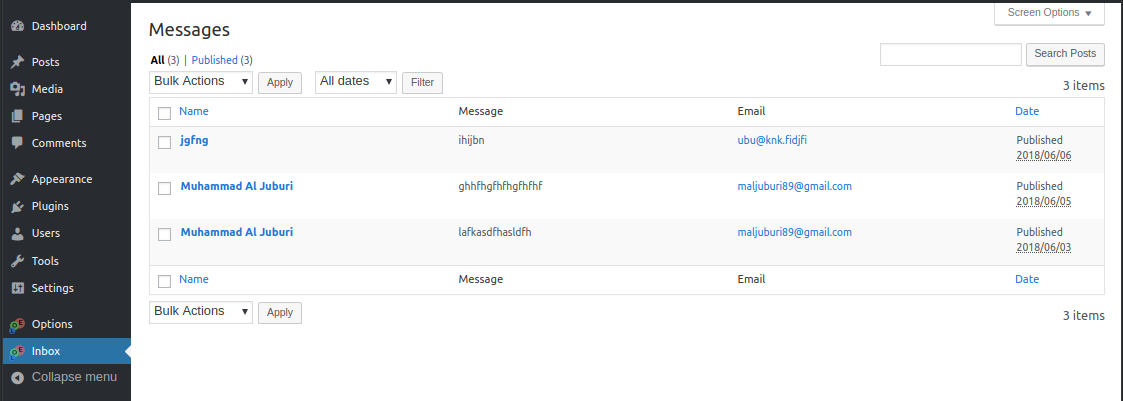 Dashboard
Posts
Media
Pages
Comments
Appearance
Plugins
Users
Tools
Settings
Options
Inbox
Collapse menu
Screen Options ▼
Messages
All (3) | Published (3)
Search Posts
Bulk Actions ▼ Apply All dates ▼ Filter
3 items
Name Message Email Date
jgfng ihijbn ubu@knk.fidjfi Published
2018/06/06
Muhammad Al Juburi ghhfhgfhfhgfhfhf maljuburi89@gmail.com Published
2018/06/05
Muhammad Al Juburi lafkasdfhasldfh maljuburi89@gmail.com Published
2018/06/03
Name Message Email Date
Bulk Actions ▼ Apply
3 items